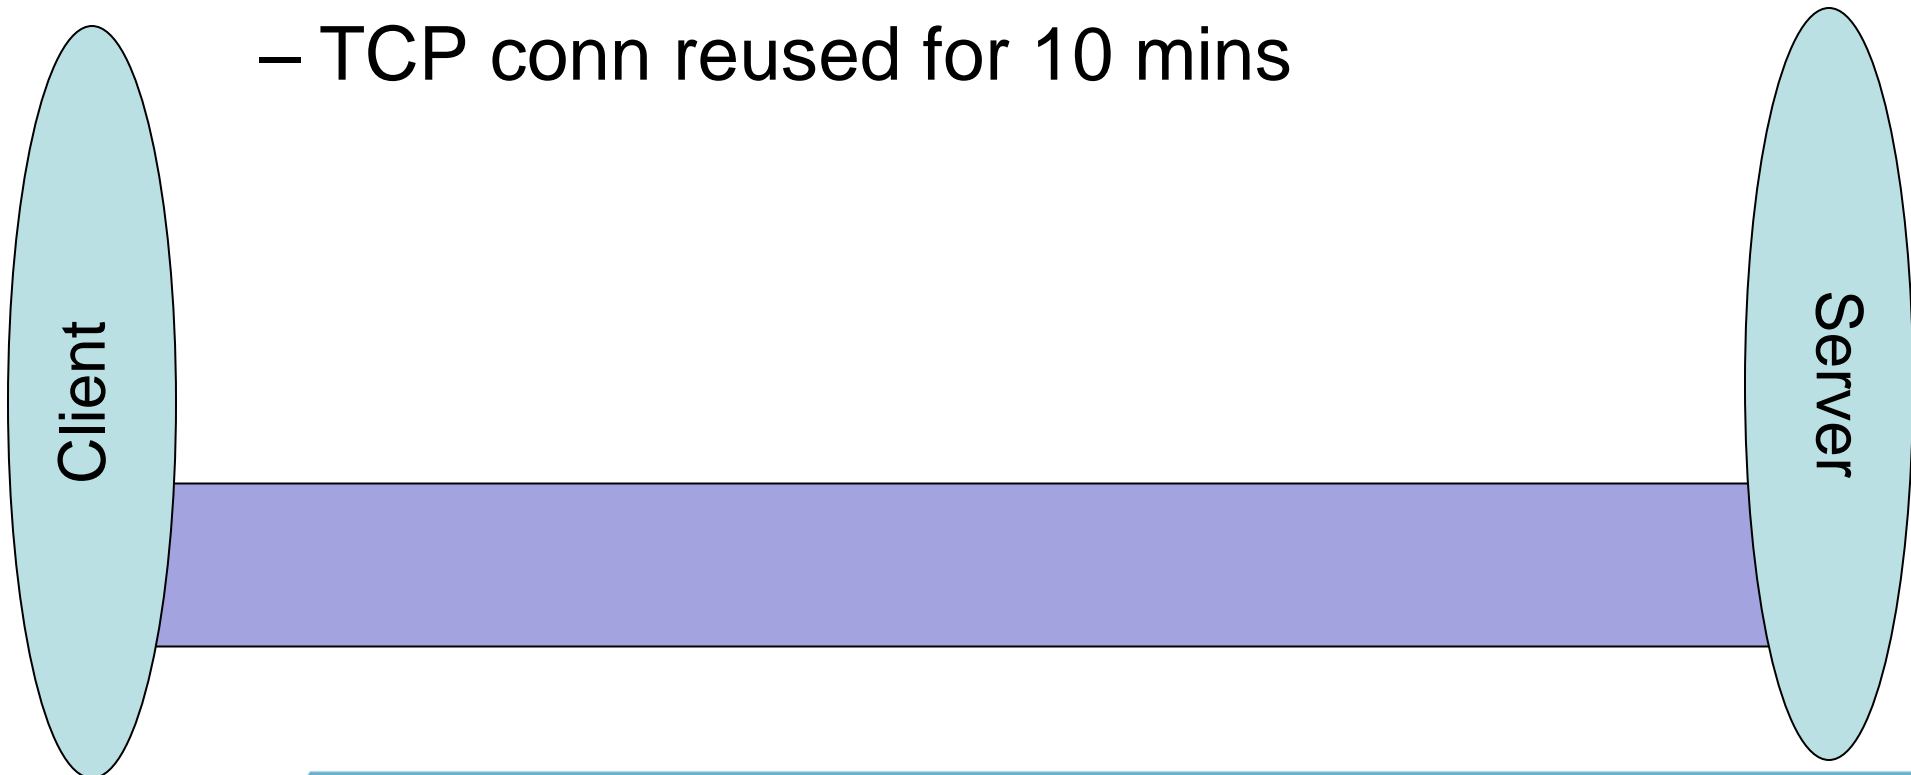 – TCP conn reused for 10 mins
Client
Server